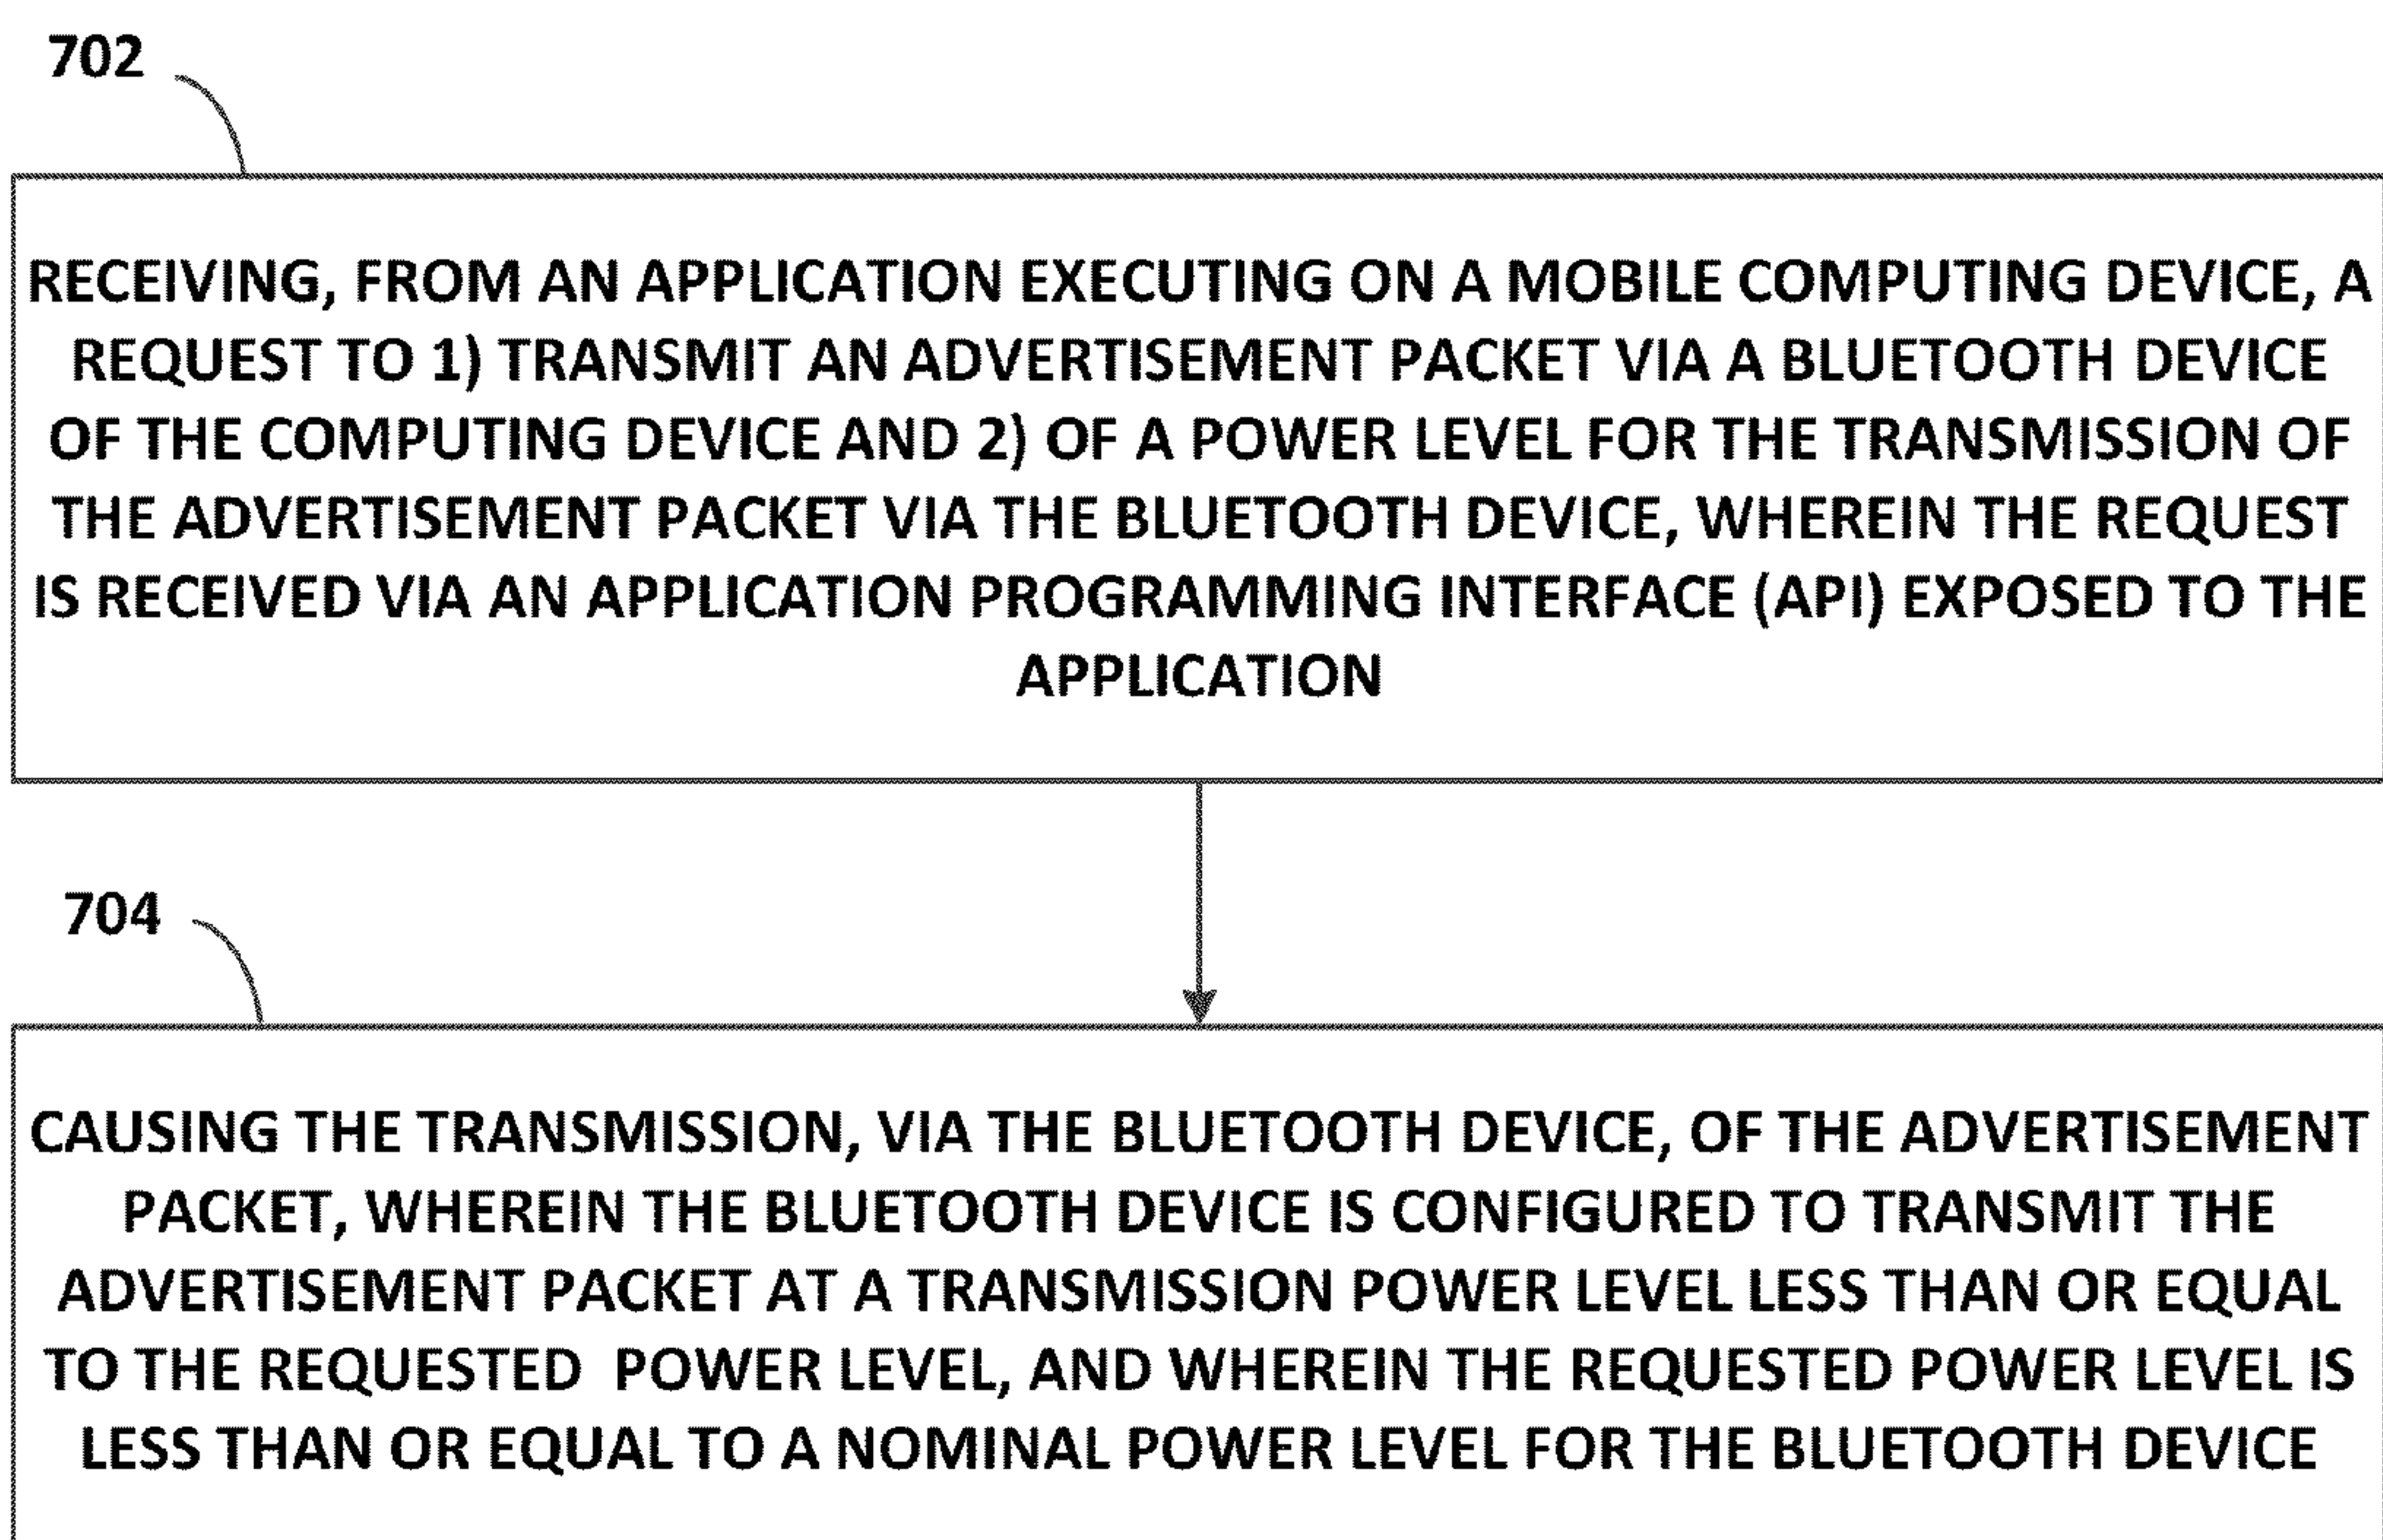 702
RECEIVING, FROM AN APPLICATION EXECUTING ON A MOBILE COMPUTING DEVICE, A
REQUEST TO 1) TRANSMIT AN ADVERTISEMENT PACKET VIA A BLUETOOTH DEVICE
OF THE COMPUTING DEVICE AND 2) OF A POWER LEVEL FOR THE TRANSMISSION OF
THE ADVERTISEMENT PACKET VIA THE BLUETOOTH DEVICE, WHEREIN THE REQUEST
IS RECEIVED VIA AN APPLICATION PROGRAMMING INTERFACE (API) EXPOSED TO THE
APPLICATION
704
CAUSING THE TRANSMISSION, VIA THE BLUETOOTH DEVICE, OF THE ADVERTISEMENT
PACKET, WHEREIN THE BLUETOOTH DEVICE IS CONFIGURED TO TRANSMIT THE
ADVERTISEMENT PACKET AT A TRANSMISSION POWER LEVEL LESS THAN OR EQUAL
TO THE REQUESTED POWER LEVEL, AND WHEREIN THE REQUESTED POWER LEVEL IS
LESS THAN OR EQUAL TO A NOMINAL POWER LEVEL FOR THE BLUETOOTH DEVICE